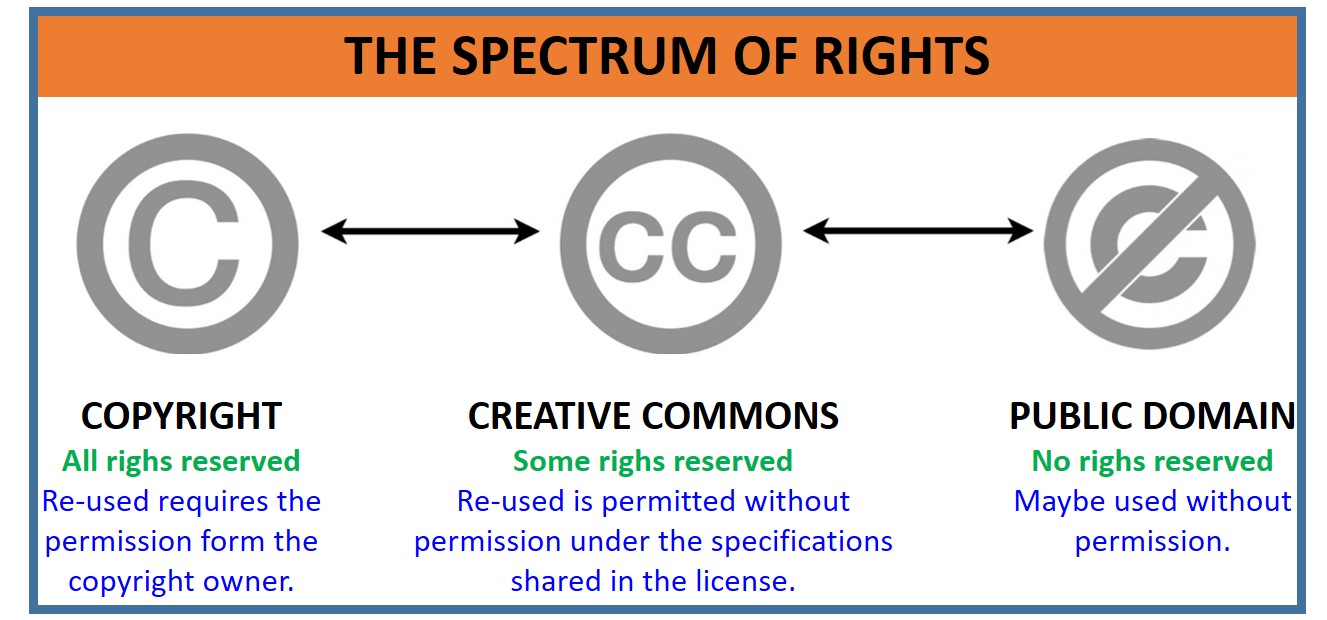 THE SPECTRUM OF RIGHTS
C
CC
C
COPYRIGHT
All righs reserved
Re-used requires the
permission form the
copyright owner.
CREATIVE COMMONS
Some righs reserved
Re-used is permitted without
permission under the specifications
shared in the license.
PUBLIC DOMAIN
No righs reserved
Maybe used without
permission.